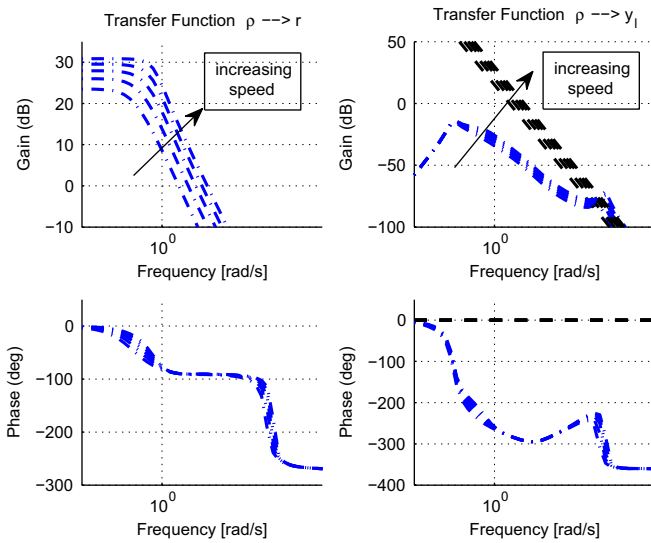 Transfer Function ρ −−> r
30
20
10
0
−10
Gain (dB)
increasing
speed
10^0
Frequency [rad/s]
Transfer Function ρ −−> y_l
50
0
−50
−100
Gain (dB)
increasing
speed
10^0
Frequency [rad/s]
0
−100
−200
−300
Phase (deg)
10^0
Frequency [rad/s]
0
−100
−200
−300
−400
Phase (deg)
10^0
Frequency [rad/s]